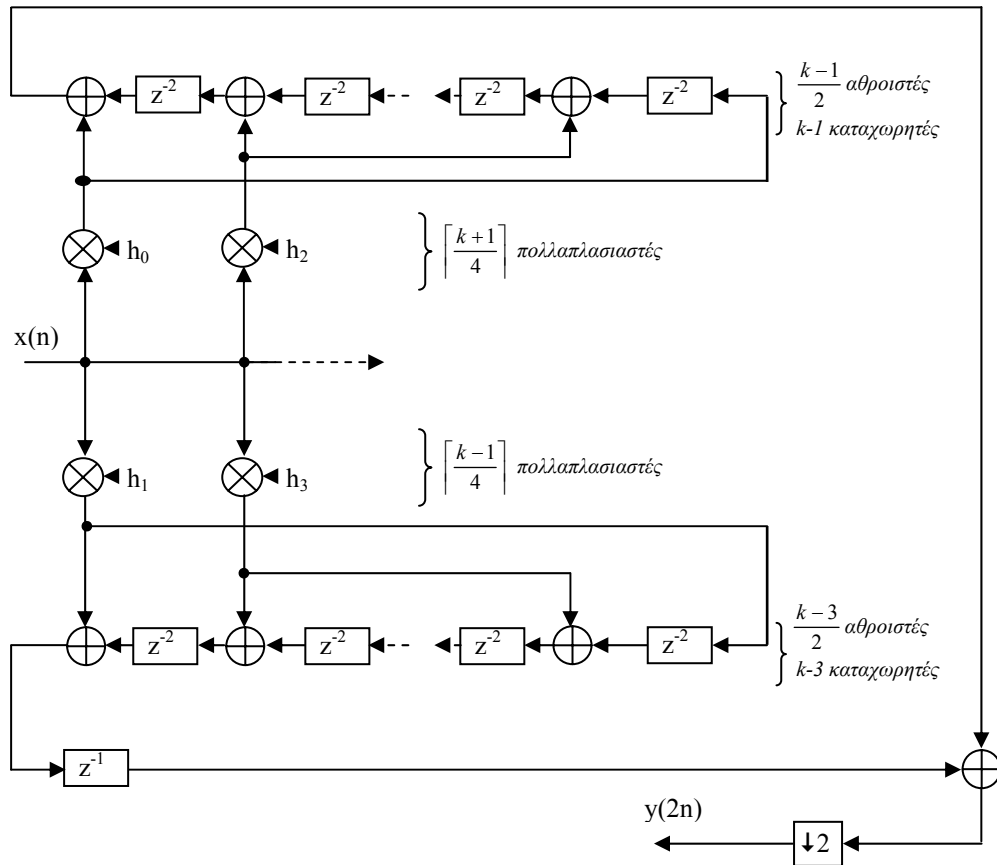 z⁻² z⁻² z⁻² z⁻²
(k−1)/2 αθροιστές
k-1 καταχωρητές
h₀ h₂
⌈(k+1)/4⌉ πολλαπλασιαστές
x(n)
h₁ h₃
⌈(k−1)/4⌉ πολλαπλασιαστές
z⁻² z⁻² z⁻² z⁻²
(k−3)/2 αθροιστές
k-3 καταχωρητές
z⁻¹
y(2n)
↓2